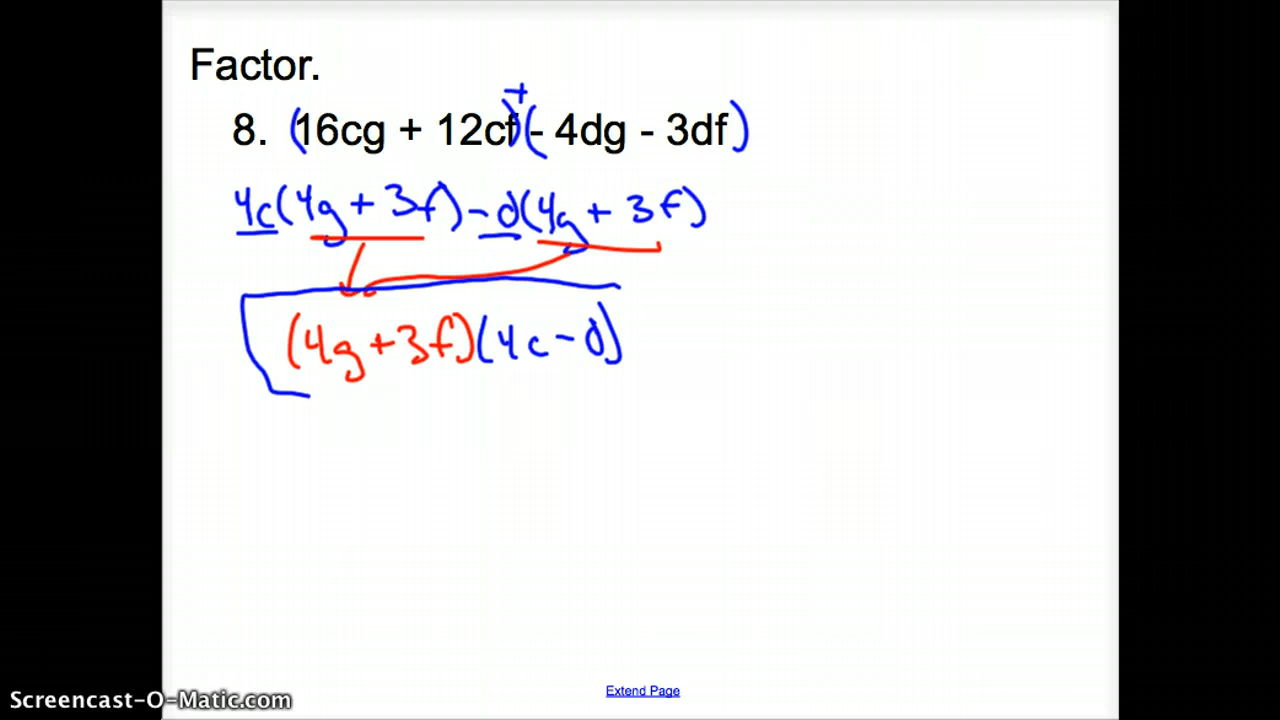 Factor.
+
8. (16cg + 12cf)(- 4dg - 3df)
4c(4g + 3f) - d(4g + 3f)
(4g + 3f)(4c - d)
Extend Page
Screencast-O-Matic.com